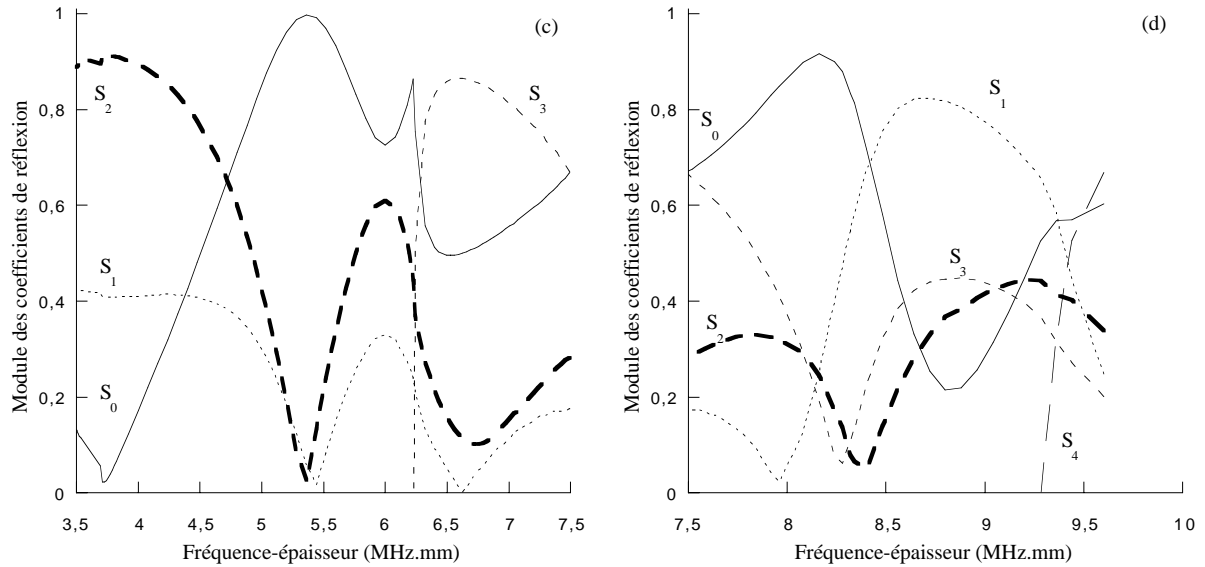 (c)
Module des coefficients de réflexion
1
0,8
0,6
0,4
0,2
0
S2
S1
S0
S3
3,5 4 4,5 5 5,5 6 6,5 7 7,5
Fréquence-épaisseur (MHz.mm)
(d)
Module des coefficients de réflexion
1
0,8
0,6
0,4
0,2
0
S0
S1
S3
S2
S4
7,5 8 8,5 9 9,5 10
Fréquence-épaisseur (MHz.mm)